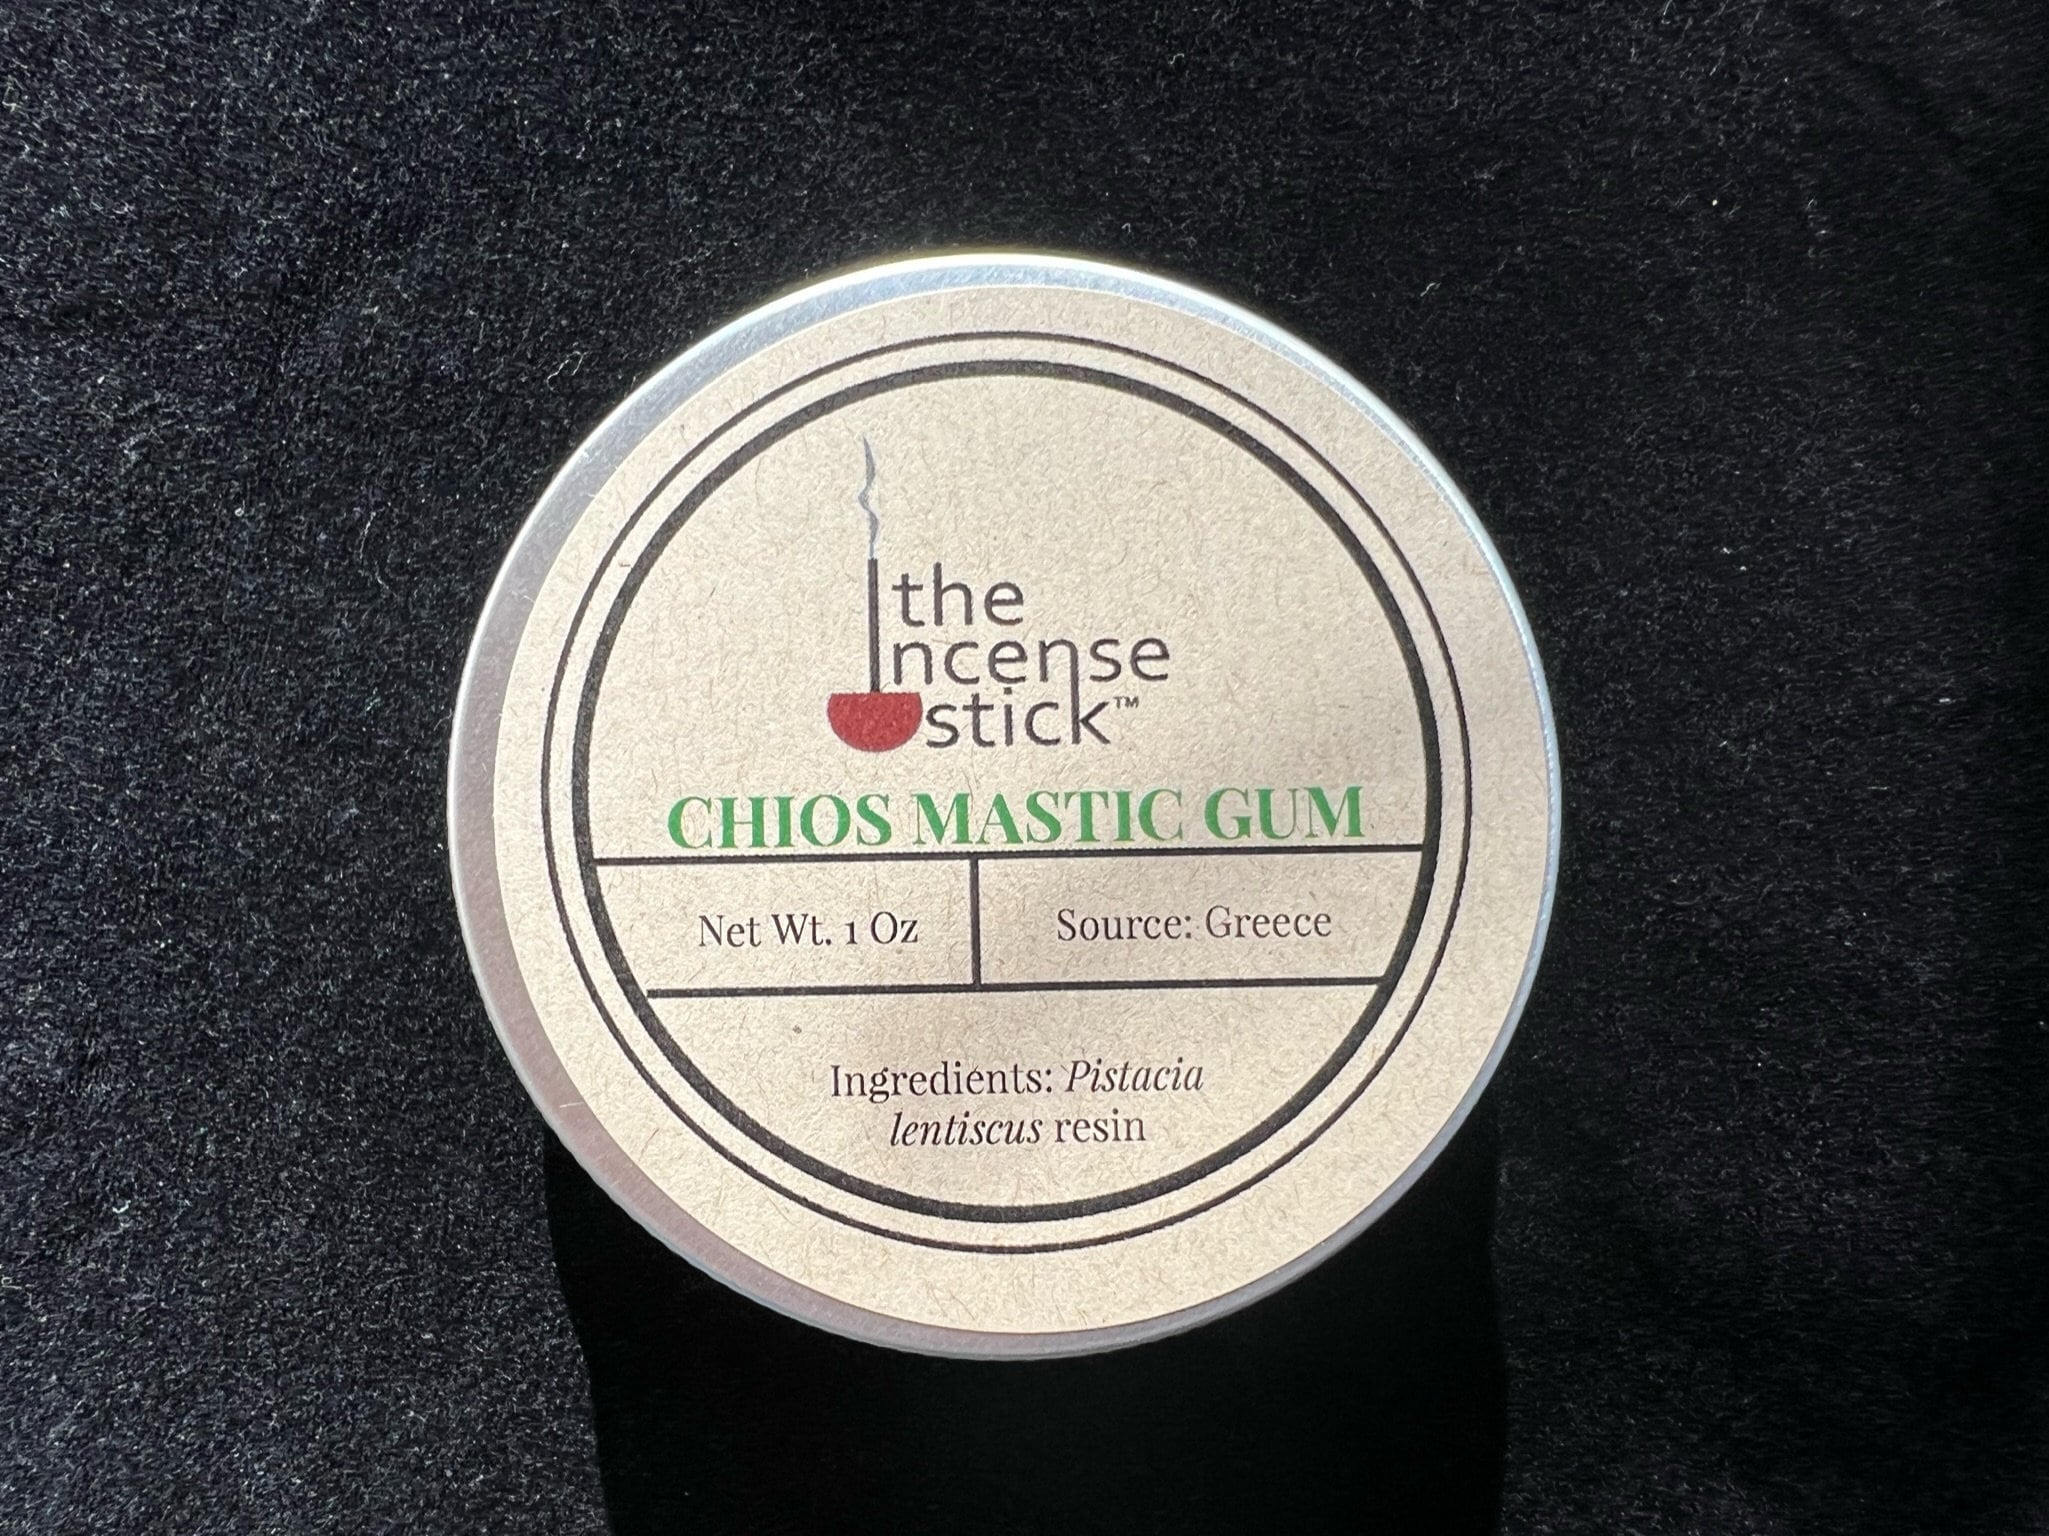 the
incense
stick™
CHIOS MASTIC GUM
Net Wt. 1 Oz
Source: Greece
Ingredients: Pistacia
lentiscus resin